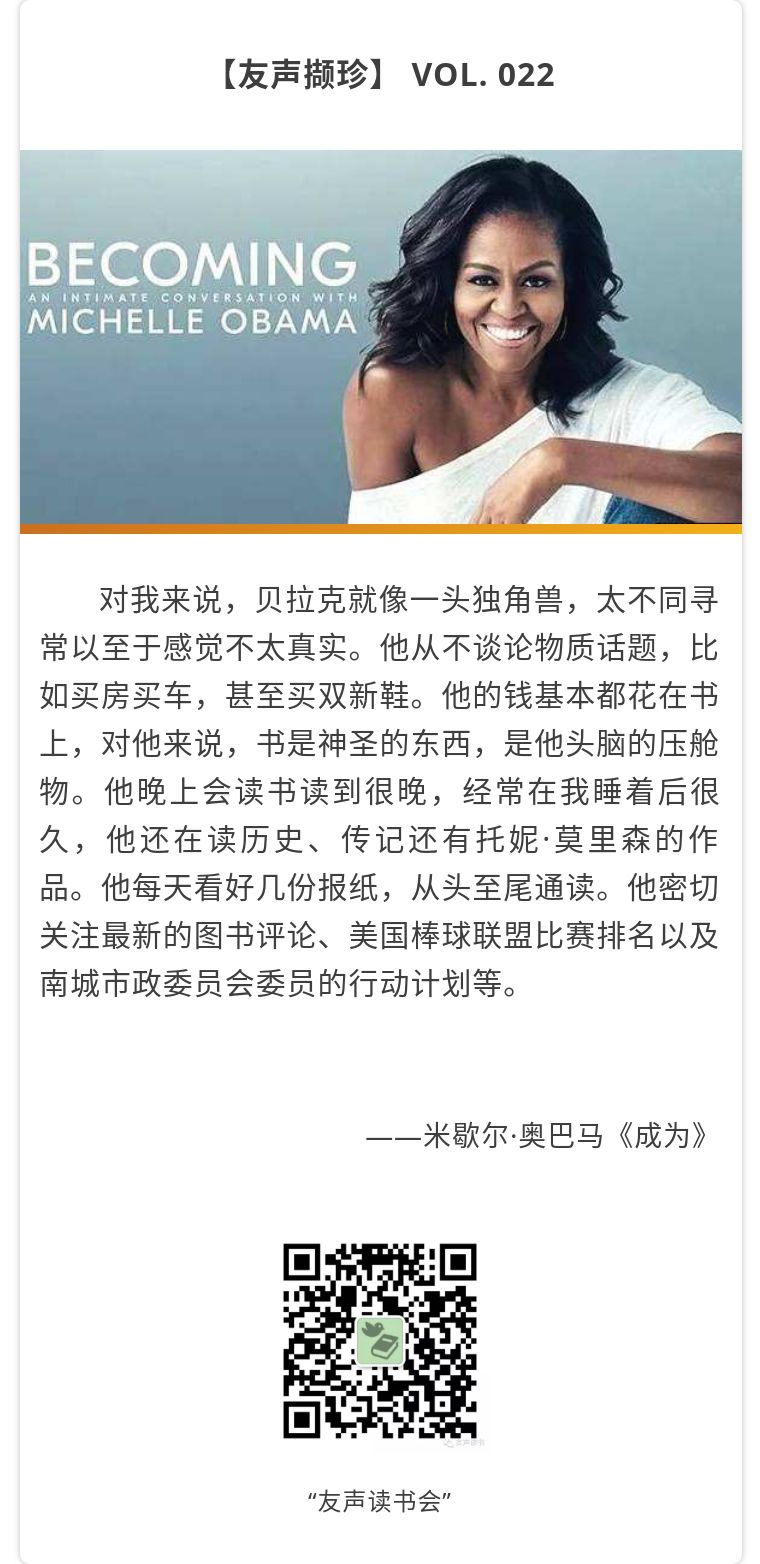 【友声撷珍】 VOL. 022
BECOMING
AN INTIMATE CONVERSATION WITH
MICHELLE OBAMA
对我来说，贝拉克就像一头独角兽，太不同寻
常以至于感觉不太真实。他从不谈论物质话题，比
如买房买车，甚至买双新鞋。他的钱基本都花在书
上，对他来说，书是神圣的东西，是他头脑的压舱
物。他晚上会读书读到很晚，经常在我睡着后很
久，他还在读历史、传记还有托妮·莫里森的作
品。他每天看好几份报纸，从头至尾通读。他密切
关注最新的图书评论、美国棒球联盟比赛排名以及
南城市政委员会委员的行动计划等。
——米歇尔·奥巴马《成为》
“友声读书会”